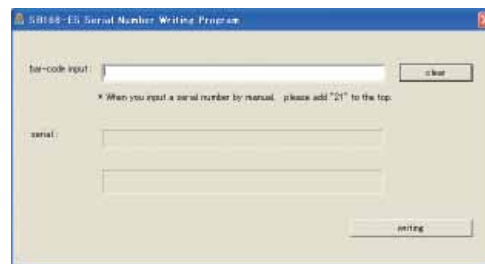 SB168-ES Serial Number Writing Program
bar-code input:
clear
* When you input a serial number by manual, please add "21" to the top.
serial:
writing